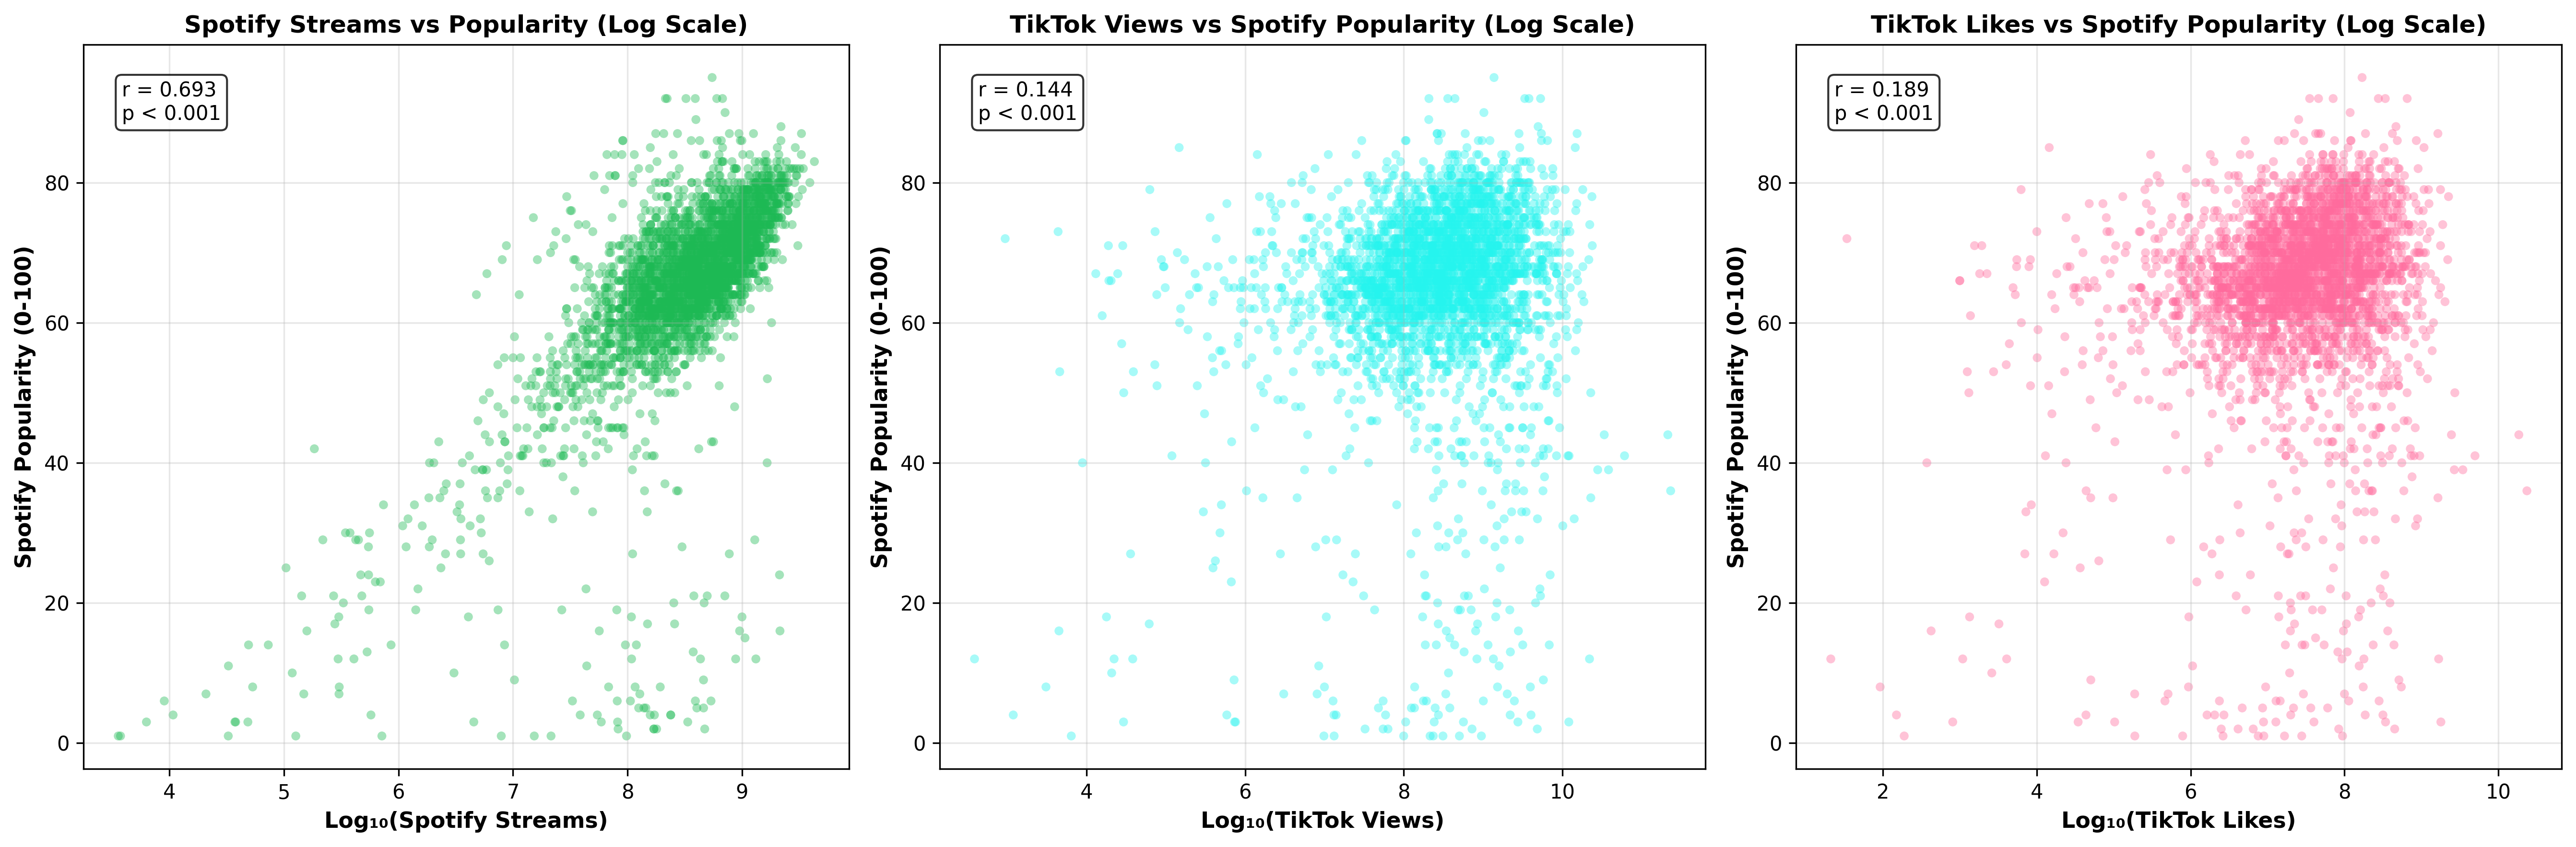 Spotify Streams vs Popularity (Log Scale)
r = 0.693
p < 0.001
Spotify Popularity (0-100)
80
60
40
20
0
4 5 6 7 8 9
Log₁₀(Spotify Streams)
TikTok Views vs Spotify Popularity (Log Scale)
r = 0.144
p < 0.001
Spotify Popularity (0-100)
80
60
40
20
0
4 6 8 10
Log₁₀(TikTok Views)
TikTok Likes vs Spotify Popularity (Log Scale)
r = 0.189
p < 0.001
Spotify Popularity (0-100)
80
60
40
20
0
2 4 6 8 10
Log₁₀(TikTok Likes)